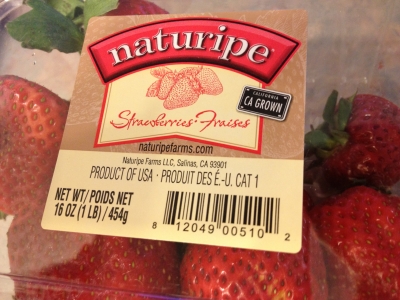 naturipe®
CALIFORNIA
CA GROWN
Strawberries • Fraises
naturipefarms.com
Naturipe Farms LLC, Salinas, CA 93901
PRODUCT OF USA · PRODUIT DES É.-U. CAT 1
NET WT/ POIDS NET
16 OZ (1 LB) / 454g
8 12049 00510 2